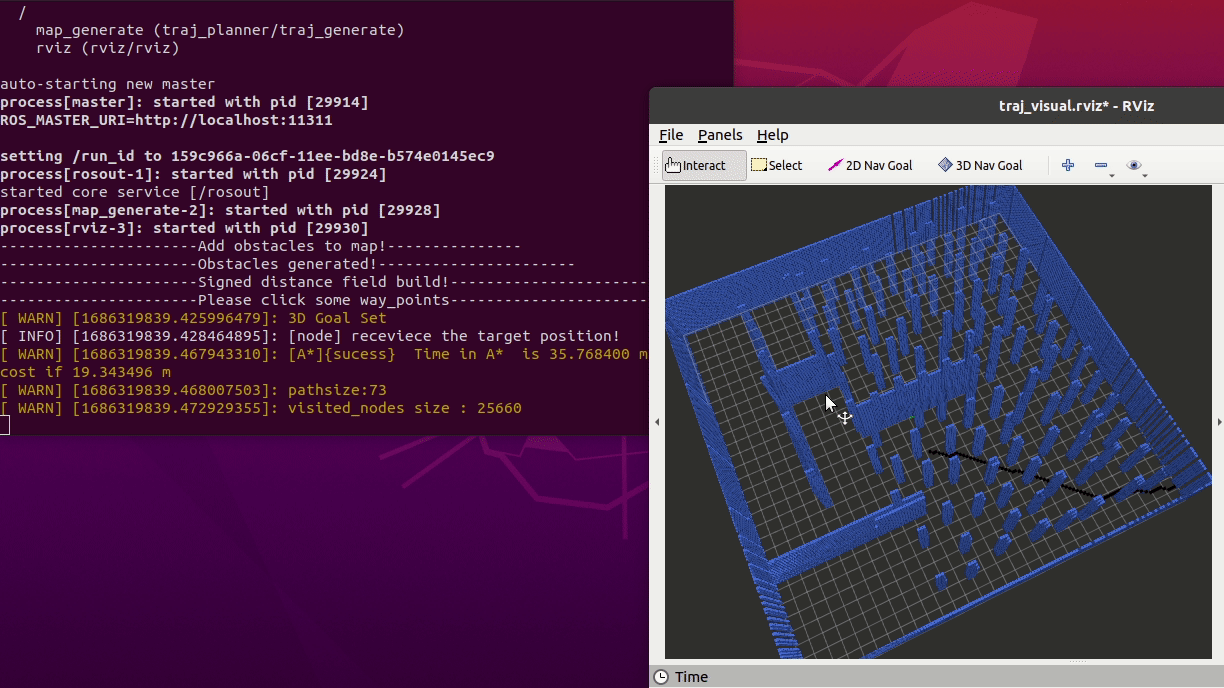 /
map_generate (traj_planner/traj_generate)
rviz (rviz/rviz)
auto-starting new master
process[master]: started with pid [29914]
ROS_MASTER_URI=http://localhost:11311
setting /run_id to 159c966a-06cf-11ee-bd8e-b574e0145ec9
process[rosout-1]: started with pid [29924]
started core service [/rosout]
process[map_generate-2]: started with pid [29928]
process[rviz-3]: started with pid [29930]
----------------------Add obstacles to map!---------------
----------------------Obstacles generated!----------------------
----------------------Signed distance field build!----------------------
----------------------Please click some way_points----------------------
[ WARN] [1686319839.425996479]: 3D Goal Set
[ INFO] [1686319839.428464895]: [node] receviece the target position!
[ WARN] [1686319839.467943310]: [A*]{sucess}  Time in A*  is 35.768400 m
cost if 19.343496 m
[ WARN] [1686319839.468007503]: pathsize:73
[ WARN] [1686319839.472929355]: visited_nodes size : 25660
traj_visual.rviz* - RViz
File Panels Help
Interact Select 2D Nav Goal 3D Nav Goal
Time